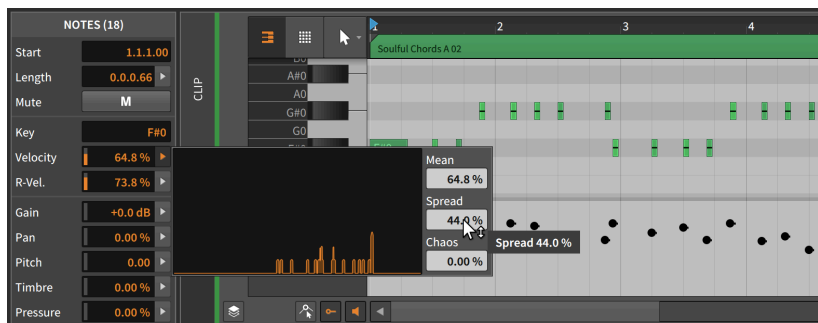 NOTES (18)
Start 1.1.1.00
Length 0.0.0.66
Mute M
Key F#0
Velocity 64.8 %
R-Vel. 73.8 %
Gain +0.0 dB
Pan 0.00 %
Pitch 0.00
Timbre 0.00 %
Pressure 0.00 %
CLIP
1 2 3 4
Soulful Chords A 02
A#0
A0
G#0
G0
F#0
Mean
64.8 %
Spread
44.0 %
Spread 44.0 %
Chaos
0.00 %